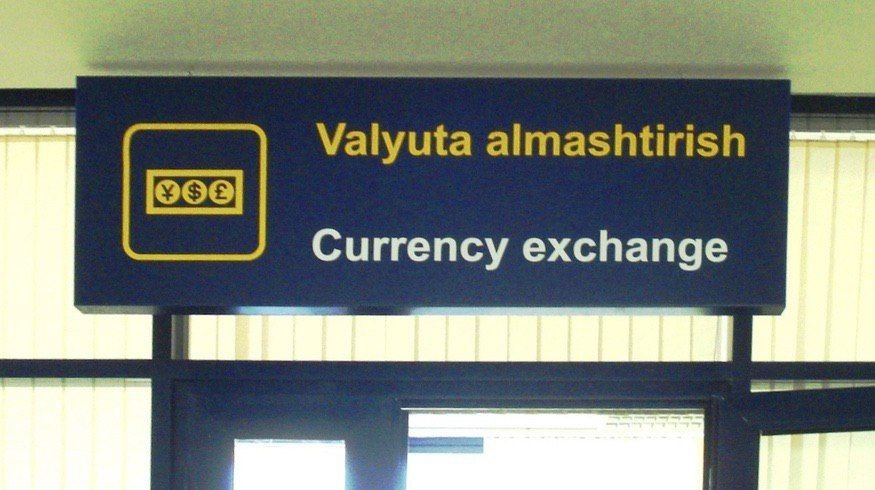 Valyuta almashtirish
¥ $ £
Currency exchange